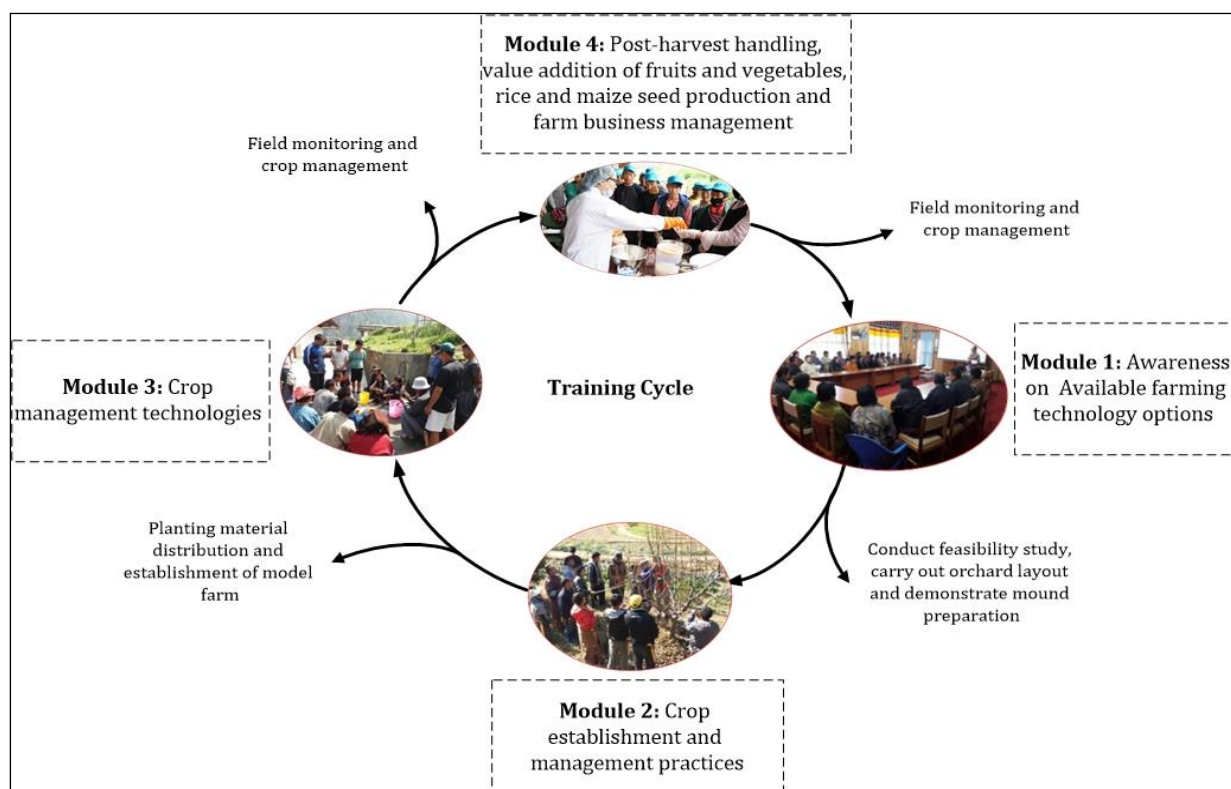 Module 4: Post-harvest handling,
value addition of fruits and vegetables,
rice and maize seed production and
farm business management
Field monitoring and
crop management
Field monitoring and
crop management
Module 3: Crop
management technologies
Training Cycle
Module 1: Awareness
on Available farming
technology options
Planting material
distribution and
establishment of model
farm
Conduct feasibility study,
carry out orchard layout
and demonstrate mound
preparation
Module 2: Crop
establishment and
management practices